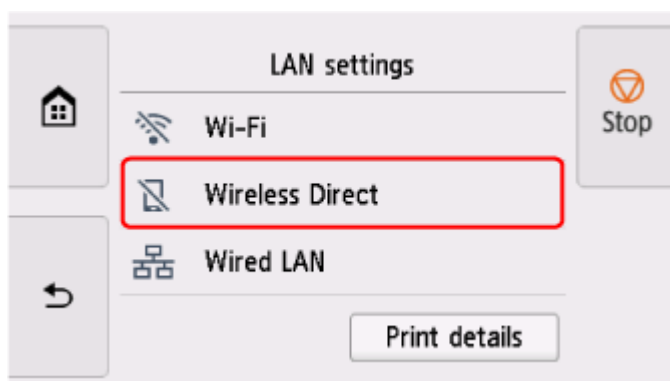 LAN settings
Wi-Fi
Stop
Wireless Direct
Wired LAN
Print details